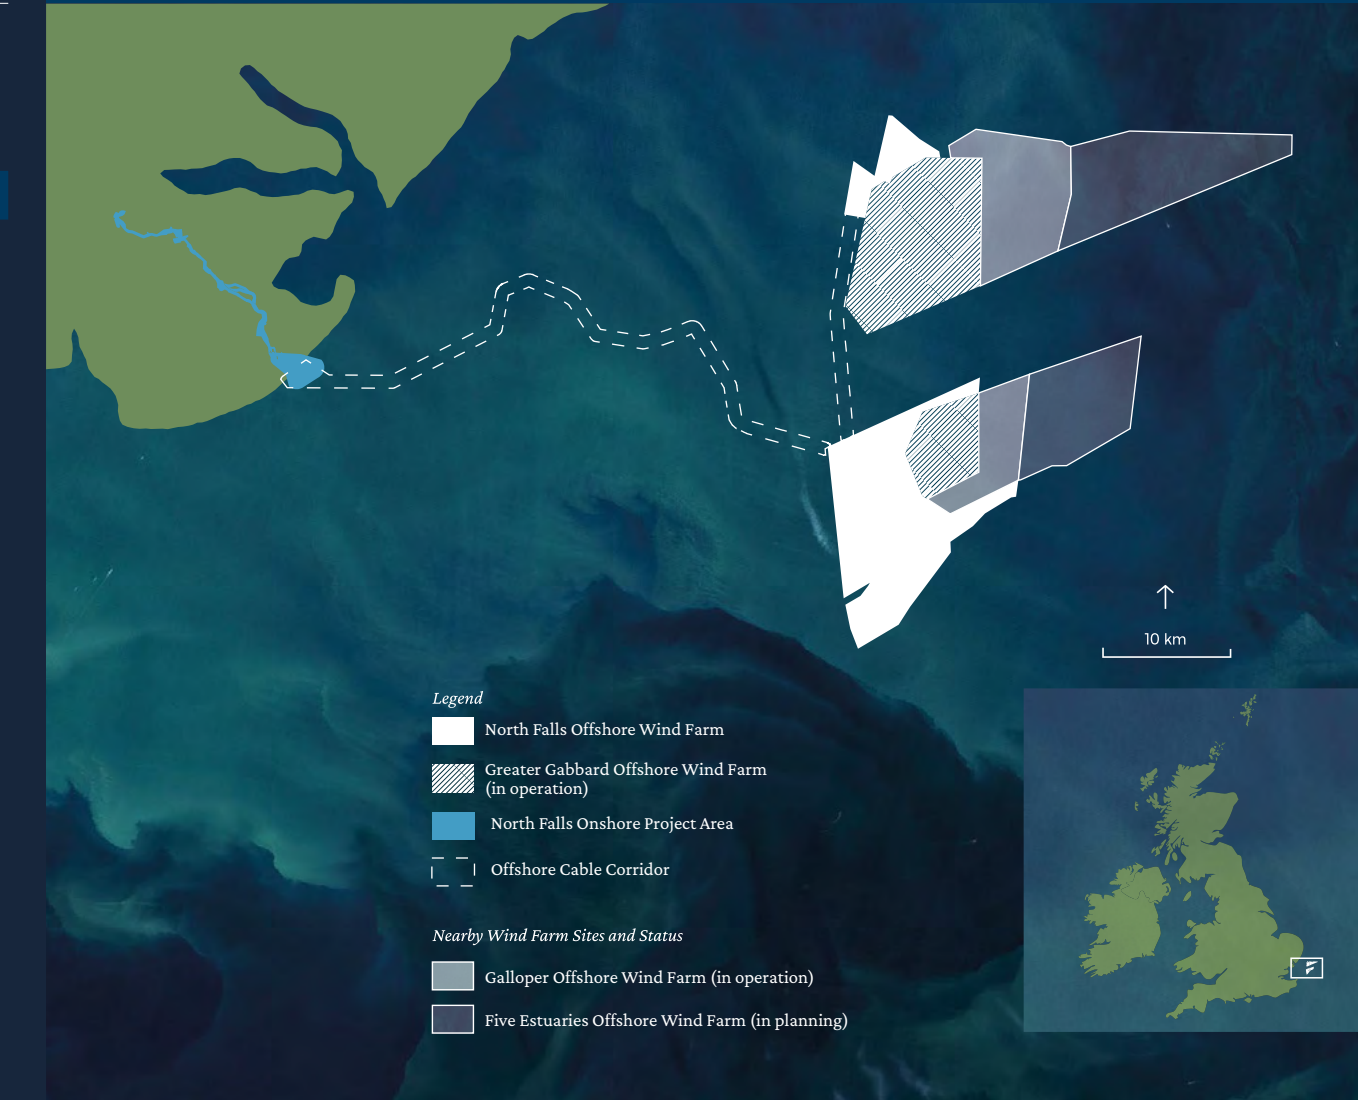 10 km
Legend
North Falls Offshore Wind Farm
Greater Gabbard Offshore Wind Farm
(in operation)
North Falls Onshore Project Area
Offshore Cable Corridor
Nearby Wind Farm Sites and Status
Galloper Offshore Wind Farm (in operation)
Five Estuaries Offshore Wind Farm (in planning)